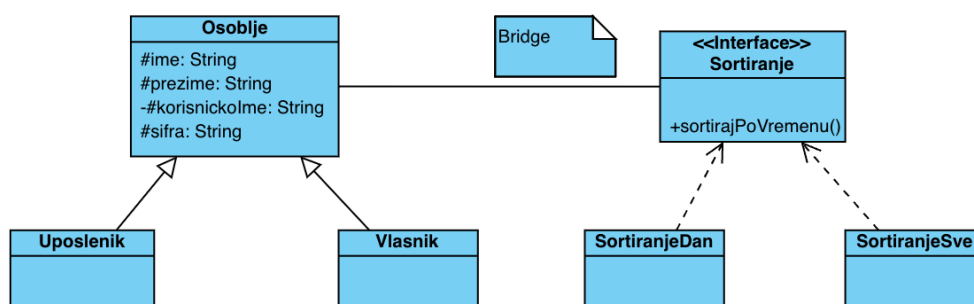 Osoblje
#ime: String
#prezime: String
-#korisnickoIme: String
#sifra: String
Bridge
<<Interface>>
Sortiranje
+sortirajPoVremenu()
Uposlenik
Vlasnik
SortiranjeDan
SortiranjeSve